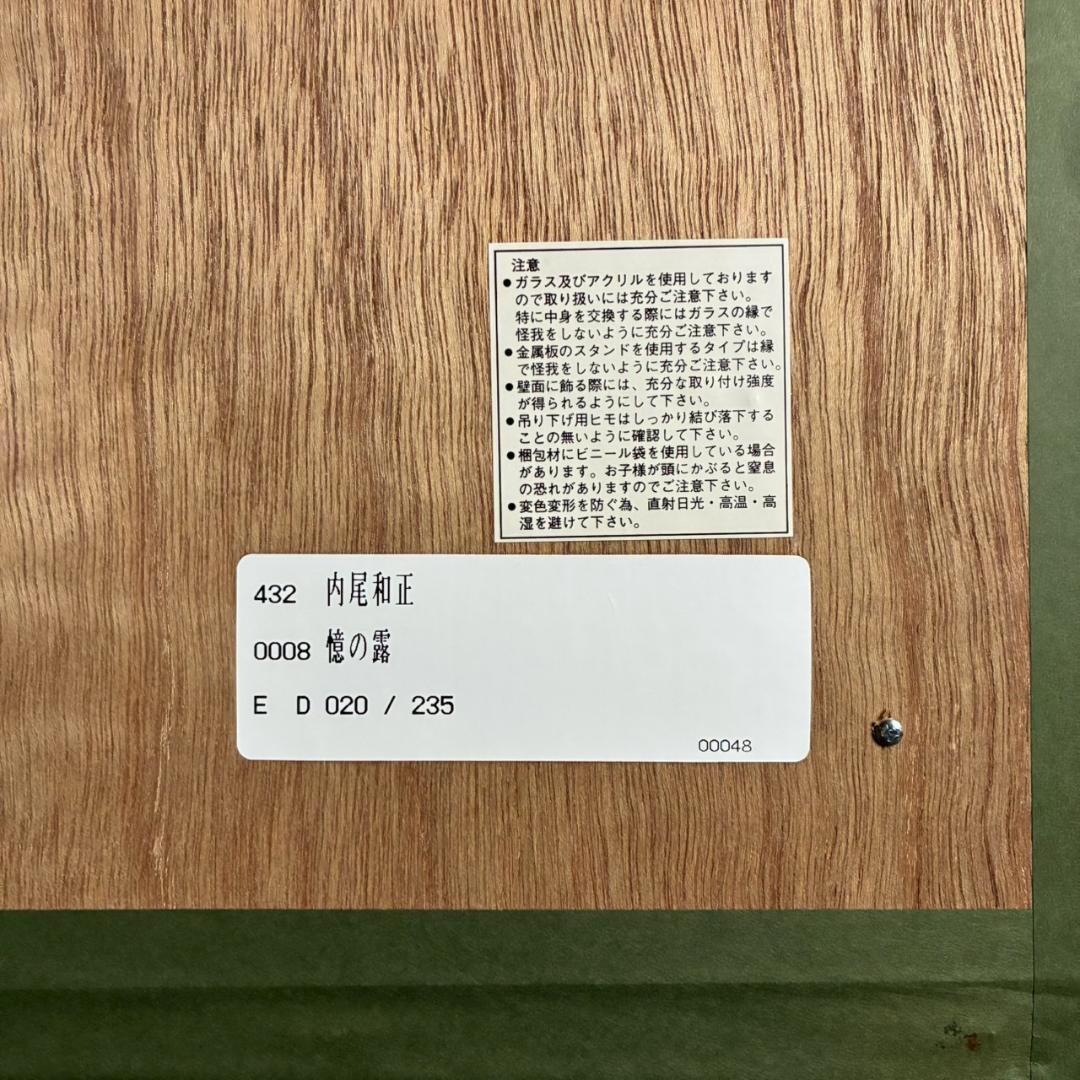 注意
●ガラス及びアクリルを使用しております
ので取り扱いには充分ご注意下さい。
特に中身を交換する際にはガラスの縁で
怪我をしないように充分ご注意下さい。
●金属板のスタンドを使用するタイプは縁
で怪我をしないように充分ご注意下さい。
●壁面に飾る際には、充分な取り付け強度
が得られるようにして下さい。
●吊り下げ用ヒモはしっかり結び落下する
ことの無いように確認して下さい。
●梱包材にビニール袋を使用している場合
があります。お子様が頭にかぶると窒息
の恐れがありますのでご注意下さい。
●変色変形を防ぐ為、直射日光・高温・高
湿を避けて下さい。
432 内尾和正
0008 憶の露
E D 020 / 235
00048